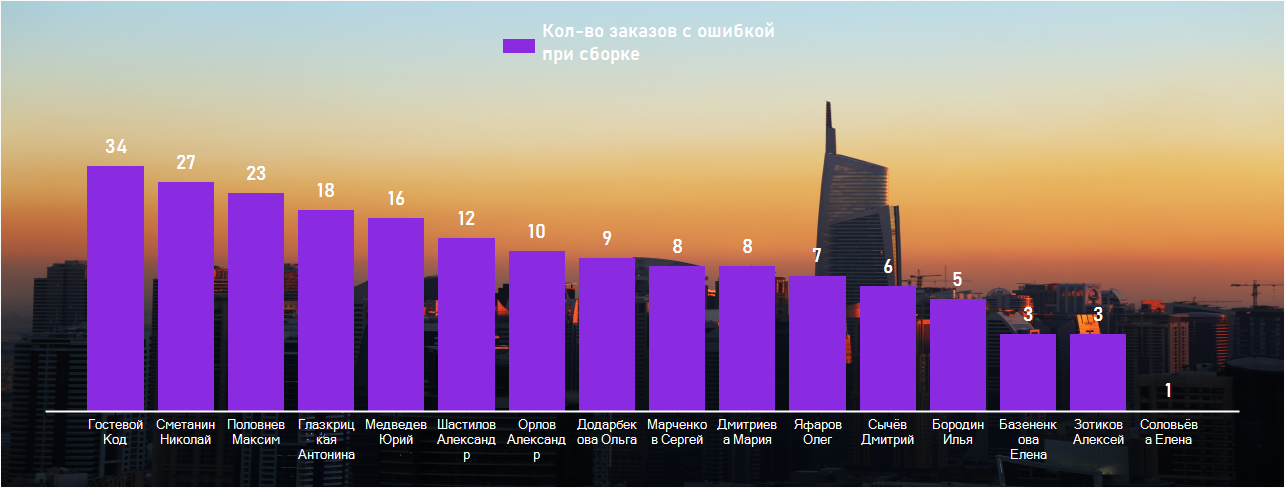 Кол-во заказов с ошибкой
при сборке
34
27
23
18
16
12
10
9
8
8
7
6
5
3
3
1
Гостевой
Код
Сметанин
Николай
Половнев
Максим
Глазкриц
кая
Антонина
Медведев
Юрий
Шастилов
Александ
р
Орлов
Александ
р
Додарбек
ова Ольга
Марченко
в Сергей
Дмитриев
а Мария
Яфаров
Олег
Сычёв
Дмитрий
Бородин
Илья
Базененк
ова
Елена
Зотиков
Алексей
Соловьёв
а Елена